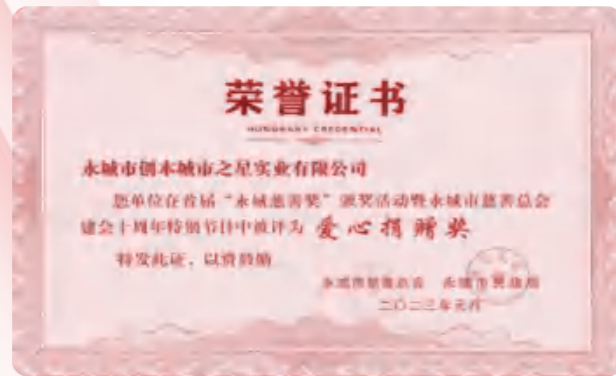 荣誉证书
HONORARY CREDENTIAL
永城市创本城市之星实业有限公司
您单位在首届“永城慈善奖”颁奖活动暨永城市慈善总会
建会十周年特别节目中被评为 爱心捐赠奖
特发此证，以资鼓励
永城市慈善总会 永城市民政局
二〇二三年元月